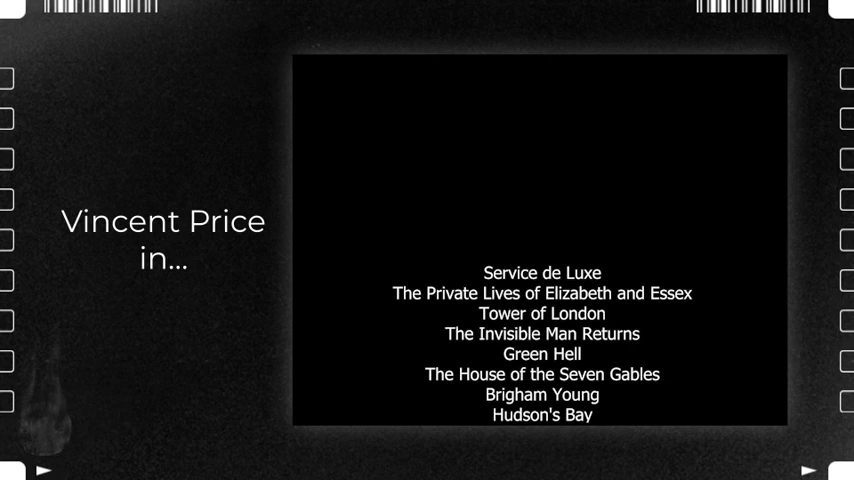 Vincent Price
in...
Service de Luxe
The Private Lives of Elizabeth and Essex
Tower of London
The Invisible Man Returns
Green Hell
The House of the Seven Gables
Brigham Young
Hudson's Bay